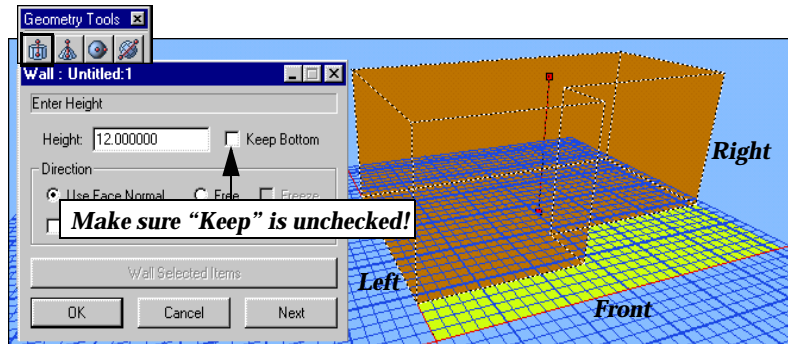 Geometry Tools
Wall : Untitled:1
Enter Height
Height: 12.000000 Keep Bottom
Direction
Use Face Normal Free Freeze
Make sure “Keep” is unchecked!
Wall Selected Items
OK Cancel Next
Right
Left
Front